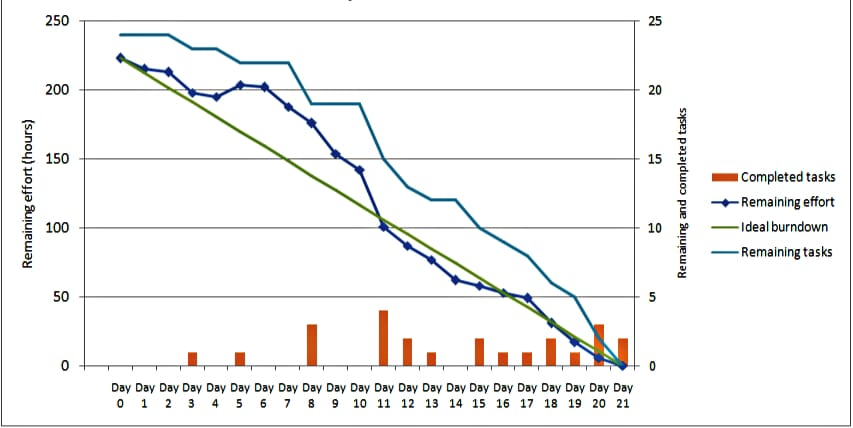 250
200
150
100
50
0
Remaining effort (hours)
25
20
15
10
5
0
Remaining and completed tasks
Day 0
Day 1
Day 2
Day 3
Day 4
Day 5
Day 6
Day 7
Day 8
Day 9
Day 10
Day 11
Day 12
Day 13
Day 14
Day 15
Day 16
Day 17
Day 18
Day 19
Day 20
Day 21
Completed tasks
Remaining effort
Ideal burndown
Remaining tasks